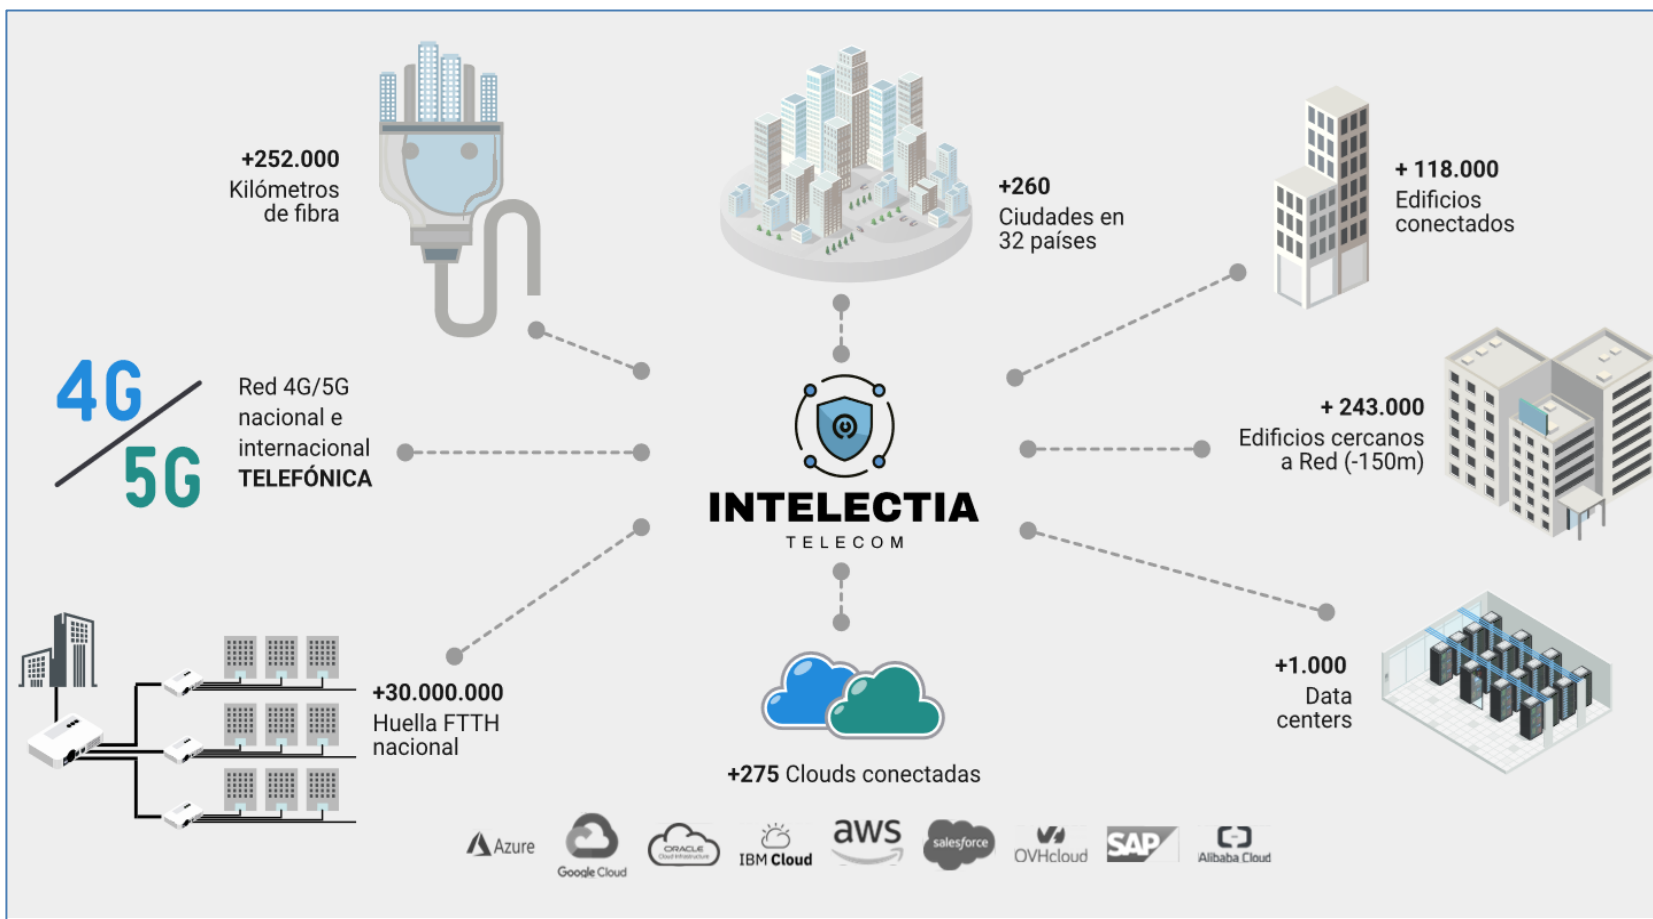 +252.000
Kilómetros
de fibra
+260
Ciudades en
32 países
+ 118.000
Edificios
conectados
4G
5G
Red 4G/5G
nacional e
internacional
TELEFÓNICA
+ 243.000
Edificios cercanos
a Red (-150m)
INTELECTIA
TELECOM
+30.000.000
Huella FTTH
nacional
+1.000
Data
centers
+275 Clouds conectadas
Azure
Google Cloud
ORACLE
Cloud Infrastructure
IBM Cloud
aws
salesforce
OVHcloud
SAP
Alibaba Cloud